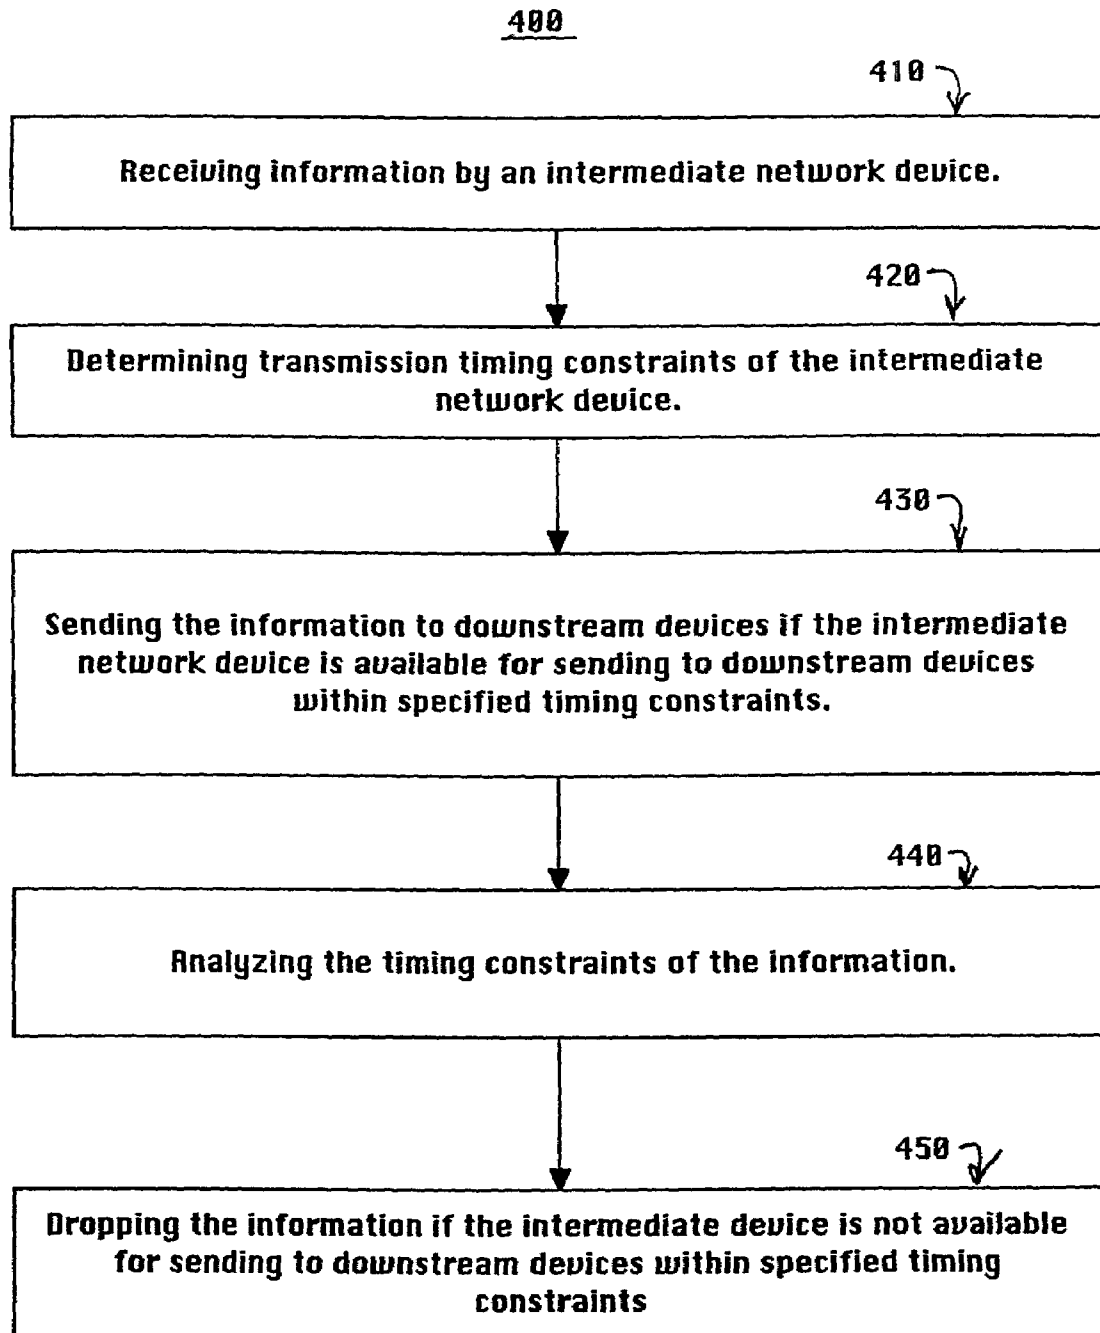 400
410
Receiving information by an intermediate network device.
420
Determining transmission timing constraints of the intermediate
network device.
430
Sending the information to downstream devices if the intermediate
network device is available for sending to downstream devices
within specified timing constraints.
440
Analyzing the timing constraints of the information.
450
Dropping the information if the intermediate device is not available
for sending to downstream devices within specified timing
constraints